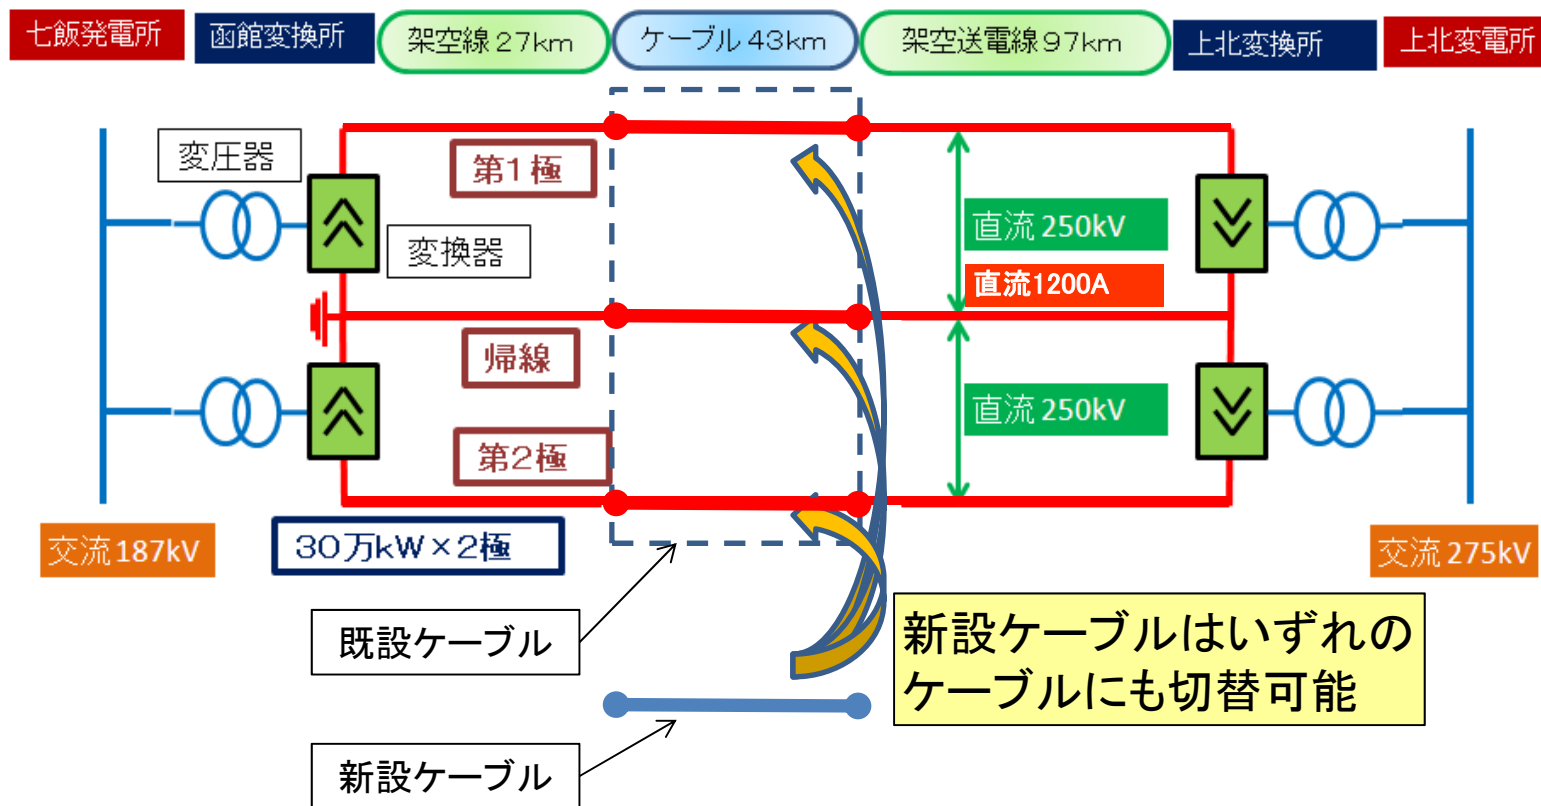 七飯発電所
函館変換所
架空線27km
ケーブル43km
架空送電線97km
上北変換所
上北変電所
変圧器
第1極
変換器
直流250kV
直流1200A
帰線
直流250kV
第2極
交流187kV
30万kW×2極
交流275kV
既設ケーブル
新設ケーブルはいずれの
ケーブルにも切替可能
新設ケーブル